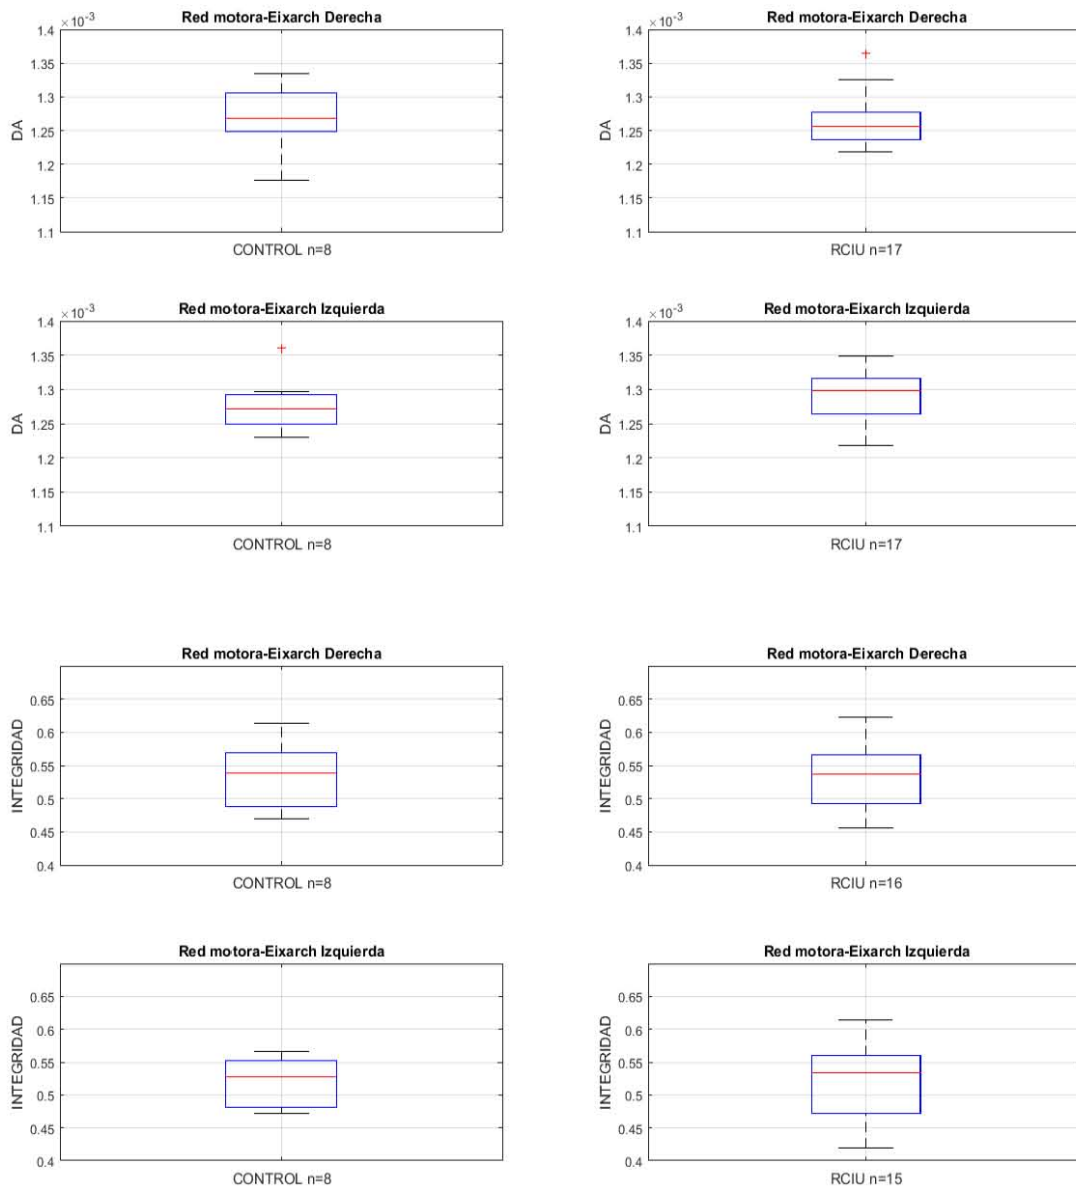 Red motora-Eixarch Derecha
×10-3
1.4
1.35
1.3
1.25
1.2
1.15
1.1
DA
CONTROL n=8
Red motora-Eixarch Derecha
×10-3
1.4
1.35
1.3
1.25
1.2
1.15
1.1
DA
RCIU n=17
Red motora-Eixarch Izquierda
×10-3
1.4
1.35
1.3
1.25
1.2
1.15
1.1
DA
CONTROL n=8
Red motora-Eixarch Izquierda
×10-3
1.4
1.35
1.3
1.25
1.2
1.15
1.1
DA
RCIU n=17
Red motora-Eixarch Derecha
0.65
0.6
0.55
0.5
0.45
0.4
INTEGRIDAD
CONTROL n=8
Red motora-Eixarch Derecha
0.65
0.6
0.55
0.5
0.45
0.4
INTEGRIDAD
RCIU n=16
Red motora-Eixarch Izquierda
0.65
0.6
0.55
0.5
0.45
0.4
INTEGRIDAD
CONTROL n=8
Red motora-Eixarch Izquierda
0.65
0.6
0.55
0.5
0.45
0.4
INTEGRIDAD
RCIU n=15